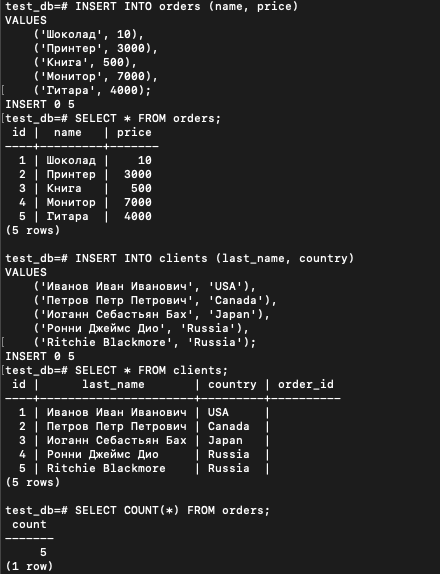 test_db=# INSERT INTO orders (name, price)
VALUES
    ('Шоколад', 10),
    ('Принтер', 3000),
    ('Книга', 500),
    ('Монитор', 7000),
[    ('Гитара', 4000);
INSERT 0 5
[test_db=# SELECT * FROM orders;
 id |  name   | price
----+---------+-------
  1 | Шоколад |    10
  2 | Принтер |  3000
  3 | Книга   |   500
  4 | Монитор |  7000
  5 | Гитара  |  4000
(5 rows)

test_db=# INSERT INTO clients (last_name, country)
VALUES
    ('Иванов Иван Иванович', 'USA'),
    ('Петров Петр Петрович', 'Canada'),
    ('Иоганн Себастьян Бах', 'Japan'),
    ('Ронни Джеймс Дио', 'Russia'),
[    ('Ritchie Blackmore', 'Russia');
INSERT 0 5
[test_db=# SELECT * FROM clients;
 id |      last_name       | country | order_id
----+----------------------+---------+----------
  1 | Иванов Иван Иванович | USA     |
  2 | Петров Петр Петрович | Canada  |
  3 | Иоганн Себастьян Бах | Japan   |
  4 | Ронни Джеймс Дио     | Russia  |
  5 | Ritchie Blackmore    | Russia  |
(5 rows)

test_db=# SELECT COUNT(*) FROM orders;
 count
-------
     5
(1 row)